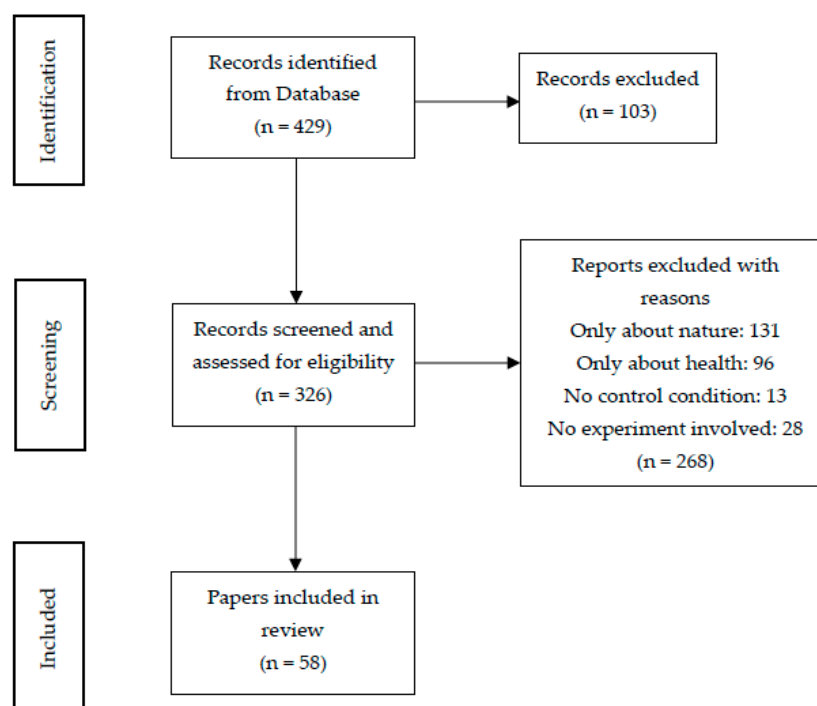 Identification
Records identified
from Database
(n = 429)
Records excluded
(n = 103)
Screening
Records screened and
assessed for eligibility
(n = 326)
Reports excluded with
reasons
Only about nature: 131
Only about health: 96
No control condition: 13
No experiment involved: 28
(n = 268)
Included
Papers included in
review
(n = 58)